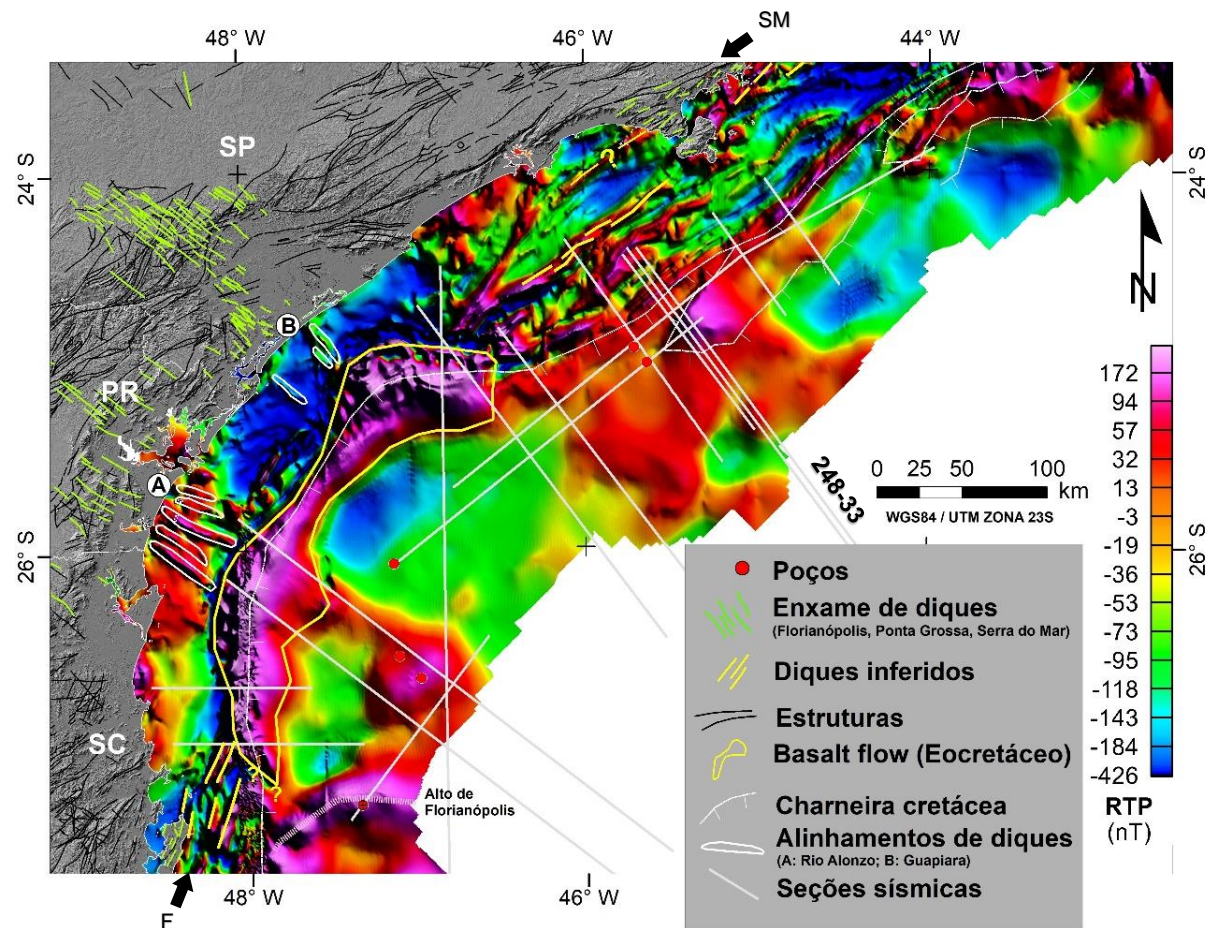 SM
48° W
46° W
44° W
SP
24° S
24° S
B
N
PR
A
172
94
57
32
13
-3
-19
-36
-53
-73
-95
-118
-143
-184
-426
RTP
(nT)
248-33
0 25 50 100
km
WGS84 / UTM ZONA 23S
26° S
26° S
?
SC
?
?
Alto de
Florianópolis
Poços
Enxame de diques
(Florianópolis, Ponta Grossa, Serra do Mar)
Diques inferidos
Estruturas
Basalt flow (Eocretáceo)
Charneira cretácea
Alinhamentos de diques
(A: Rio Alonzo; B: Guapiara)
Seções sísmicas
48° W
46° W
F